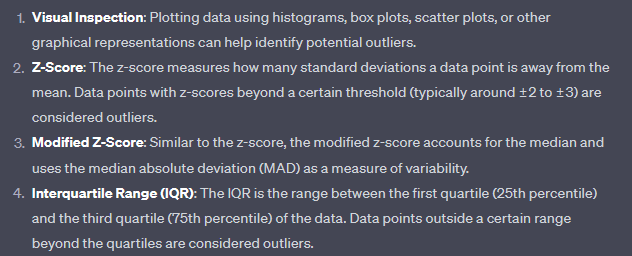 1. Visual Inspection: Plotting data using histograms, box plots, scatter plots, or other
graphical representations can help identify potential outliers.
2. Z-Score: The z-score measures how many standard deviations a data point is away from the
mean. Data points with z-scores beyond a certain threshold (typically around ±2 to ±3) are
considered outliers.
3. Modified Z-Score: Similar to the z-score, the modified z-score accounts for the median and
uses the median absolute deviation (MAD) as a measure of variability.
4. Interquartile Range (IQR): The IQR is the range between the first quartile (25th percentile)
and the third quartile (75th percentile) of the data. Data points outside a certain range
beyond the quartiles are considered outliers.